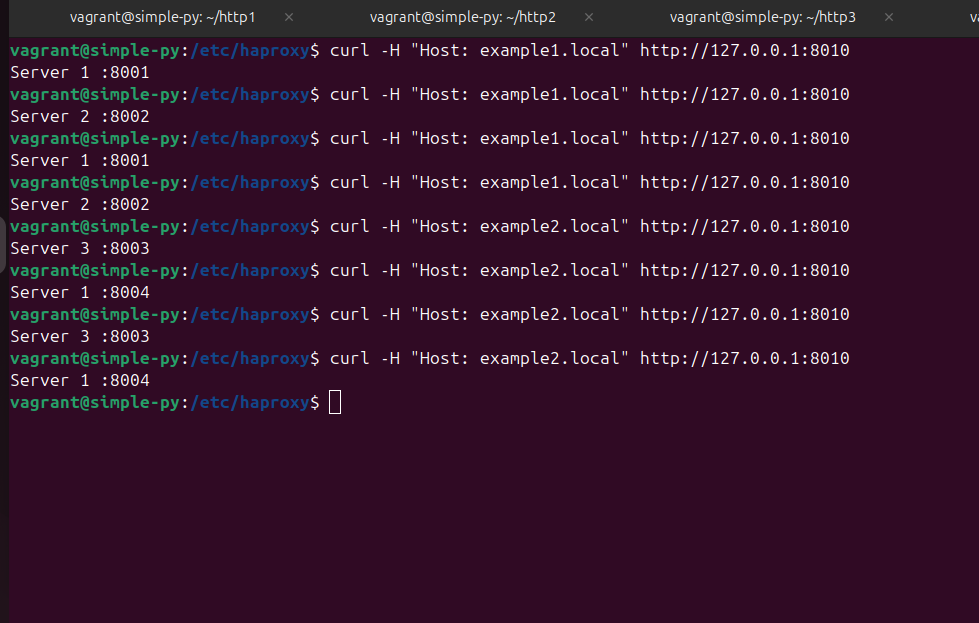 vagrant@simple-py: ~/http1 × vagrant@simple-py: ~/http2 × vagrant@simple-py: ~/http3 × va
vagrant@simple-py:/etc/haproxy$ curl -H "Host: example1.local" http://127.0.0.1:8010
Server 1 :8001
vagrant@simple-py:/etc/haproxy$ curl -H "Host: example1.local" http://127.0.0.1:8010
Server 2 :8002
vagrant@simple-py:/etc/haproxy$ curl -H "Host: example1.local" http://127.0.0.1:8010
Server 1 :8001
vagrant@simple-py:/etc/haproxy$ curl -H "Host: example1.local" http://127.0.0.1:8010
Server 2 :8002
vagrant@simple-py:/etc/haproxy$ curl -H "Host: example2.local" http://127.0.0.1:8010
Server 3 :8003
vagrant@simple-py:/etc/haproxy$ curl -H "Host: example2.local" http://127.0.0.1:8010
Server 1 :8004
vagrant@simple-py:/etc/haproxy$ curl -H "Host: example2.local" http://127.0.0.1:8010
Server 3 :8003
vagrant@simple-py:/etc/haproxy$ curl -H "Host: example2.local" http://127.0.0.1:8010
Server 1 :8004
vagrant@simple-py:/etc/haproxy$